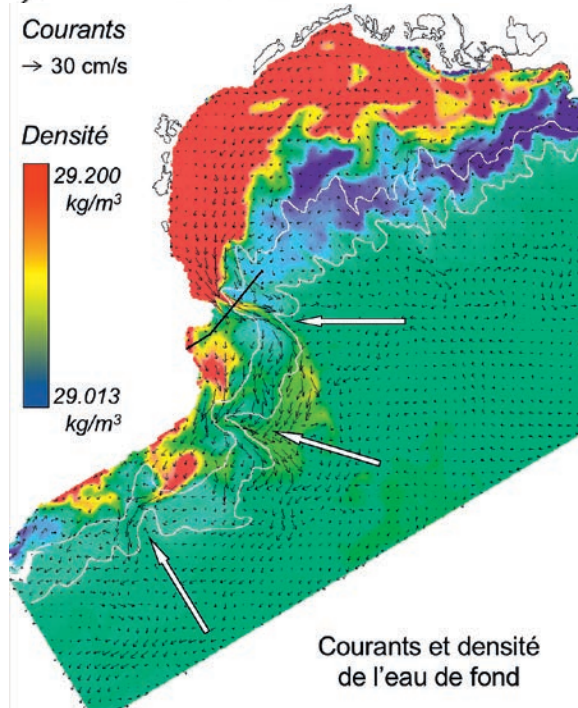 Courants
→ 30 cm/s
Densité
29.200
kg/m³
29.013
kg/m³
Courants et densité
de l'eau de fond